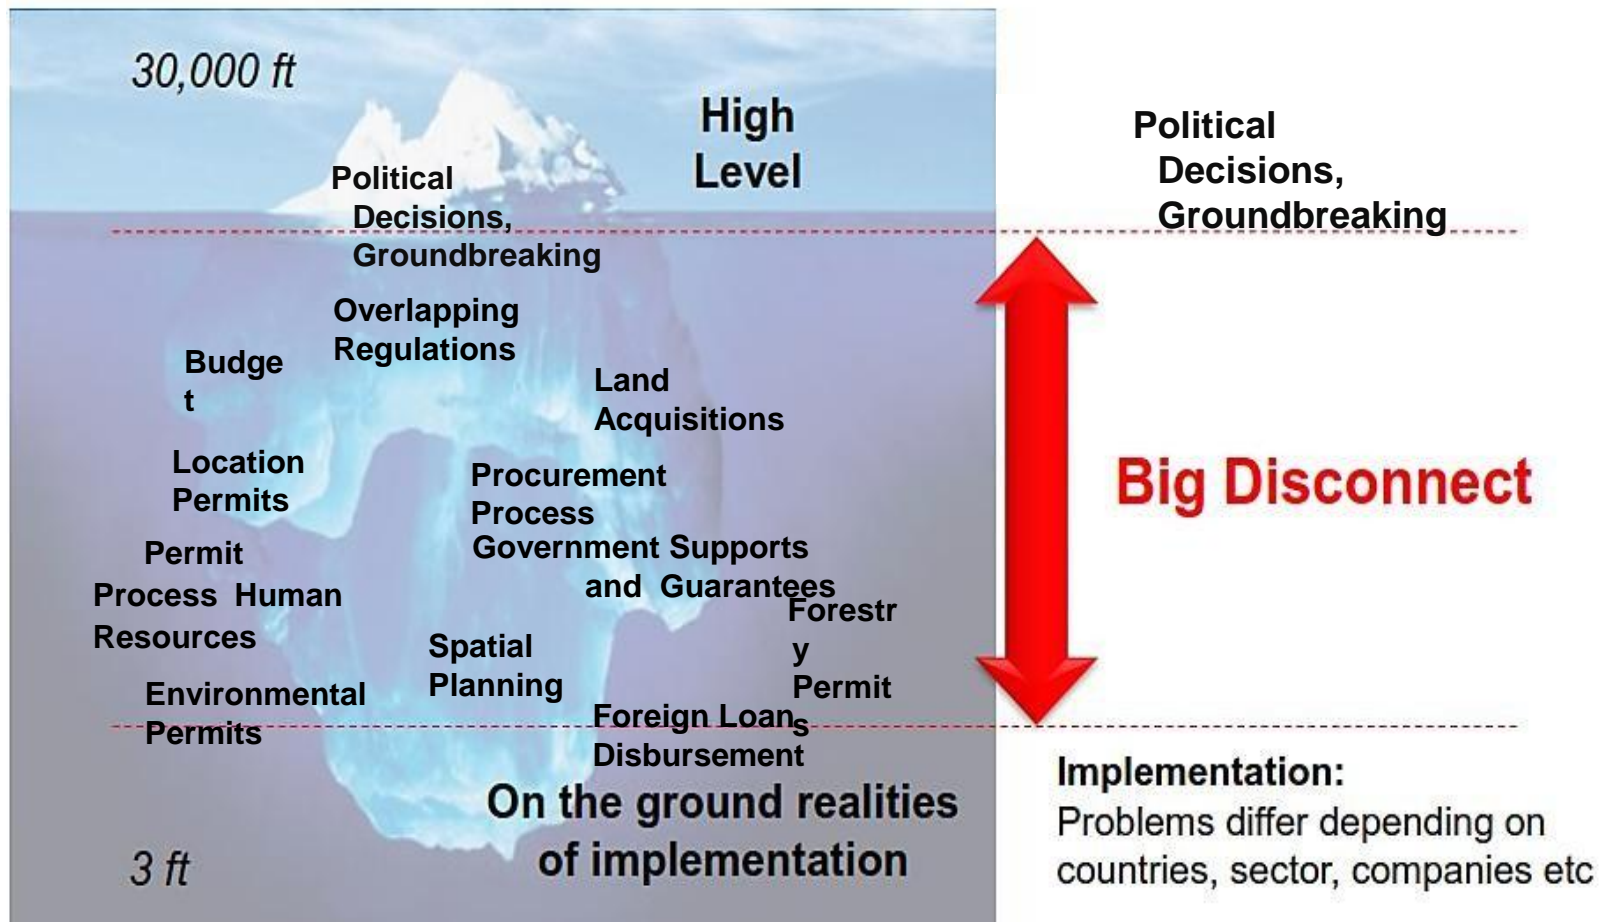 30,000 ft
High
Level
Political
Decisions,
Groundbreaking
Political
Decisions,
Groundbreaking
Overlapping
Regulations
Budge
t
Land
Acquisitions
Location
Permits
Procurement
Process
Big Disconnect
Permit
Process Human
Resources
Government Supports
and Guarantees
Forestr
y
Permit
s
Spatial
Planning
Environmental
Permits
Foreign Loan
Disbursement
On the ground realities
of implementation
3 ft
Implementation:
Problems differ depending on
countries, sector, companies etc